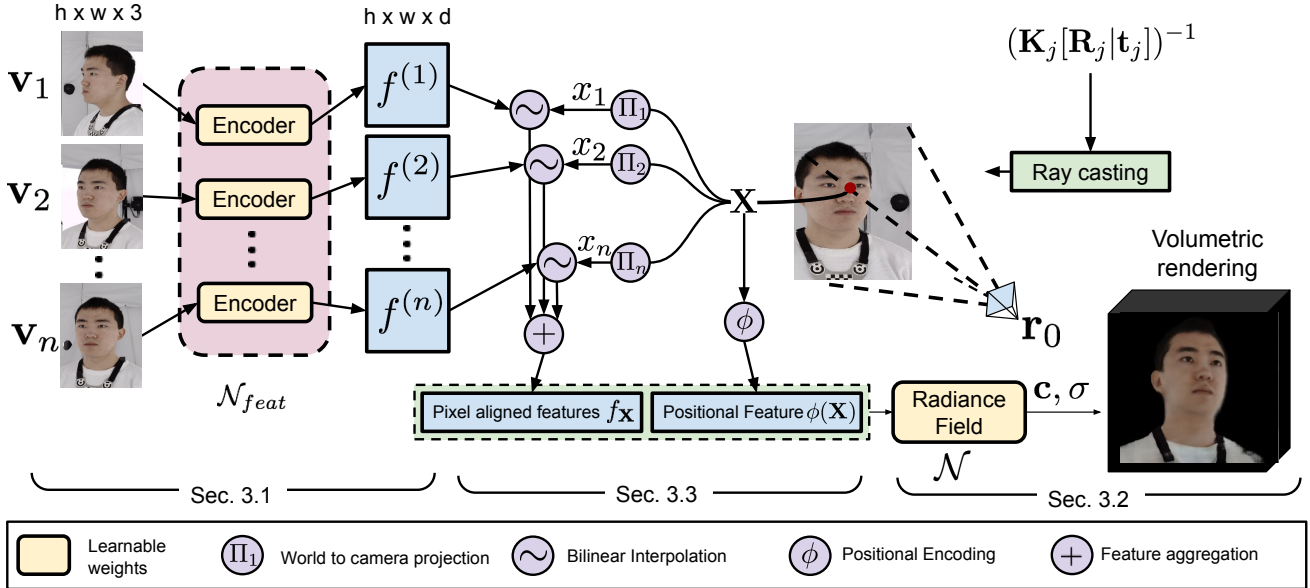 h x w x 3
h x w x d
(K_j[R_j|t_j])^{-1}
v_1
Encoder
f^{(1)}
∼
x_1
Π_1
v_2
Encoder
f^{(2)}
∼
x_2
Π_2
X
Ray casting
v_n
Encoder
f^{(n)}
∼
x_n
Π_n
+
ϕ
r_0
Volumetric
rendering
N_{feat}
Pixel aligned features f_X
Positional Feature ϕ(X)
Radiance
Field
c, σ
N
Sec. 3.1
Sec. 3.3
Sec. 3.2
Learnable
weights
Π_1
World to camera projection
∼
Bilinear Interpolation
ϕ
Positional Encoding
+
Feature aggregation